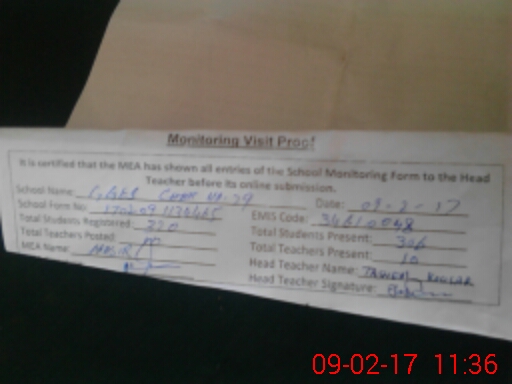 Monitoring Visit Proof
It is certified that the MEA has shown all entries of the School Monitoring Form to the Head
Teacher before its online submission.
School Name: Date: 09-2-17
School Form No: EMIS Code: 34610048
Total Students Registered: 320 Total Students Present: 306
Total Teachers Posted: 10 Total Teachers Present: 10
MEA Name: Head Teacher Name:
Head Teacher Signature:
09-02-17 11:36